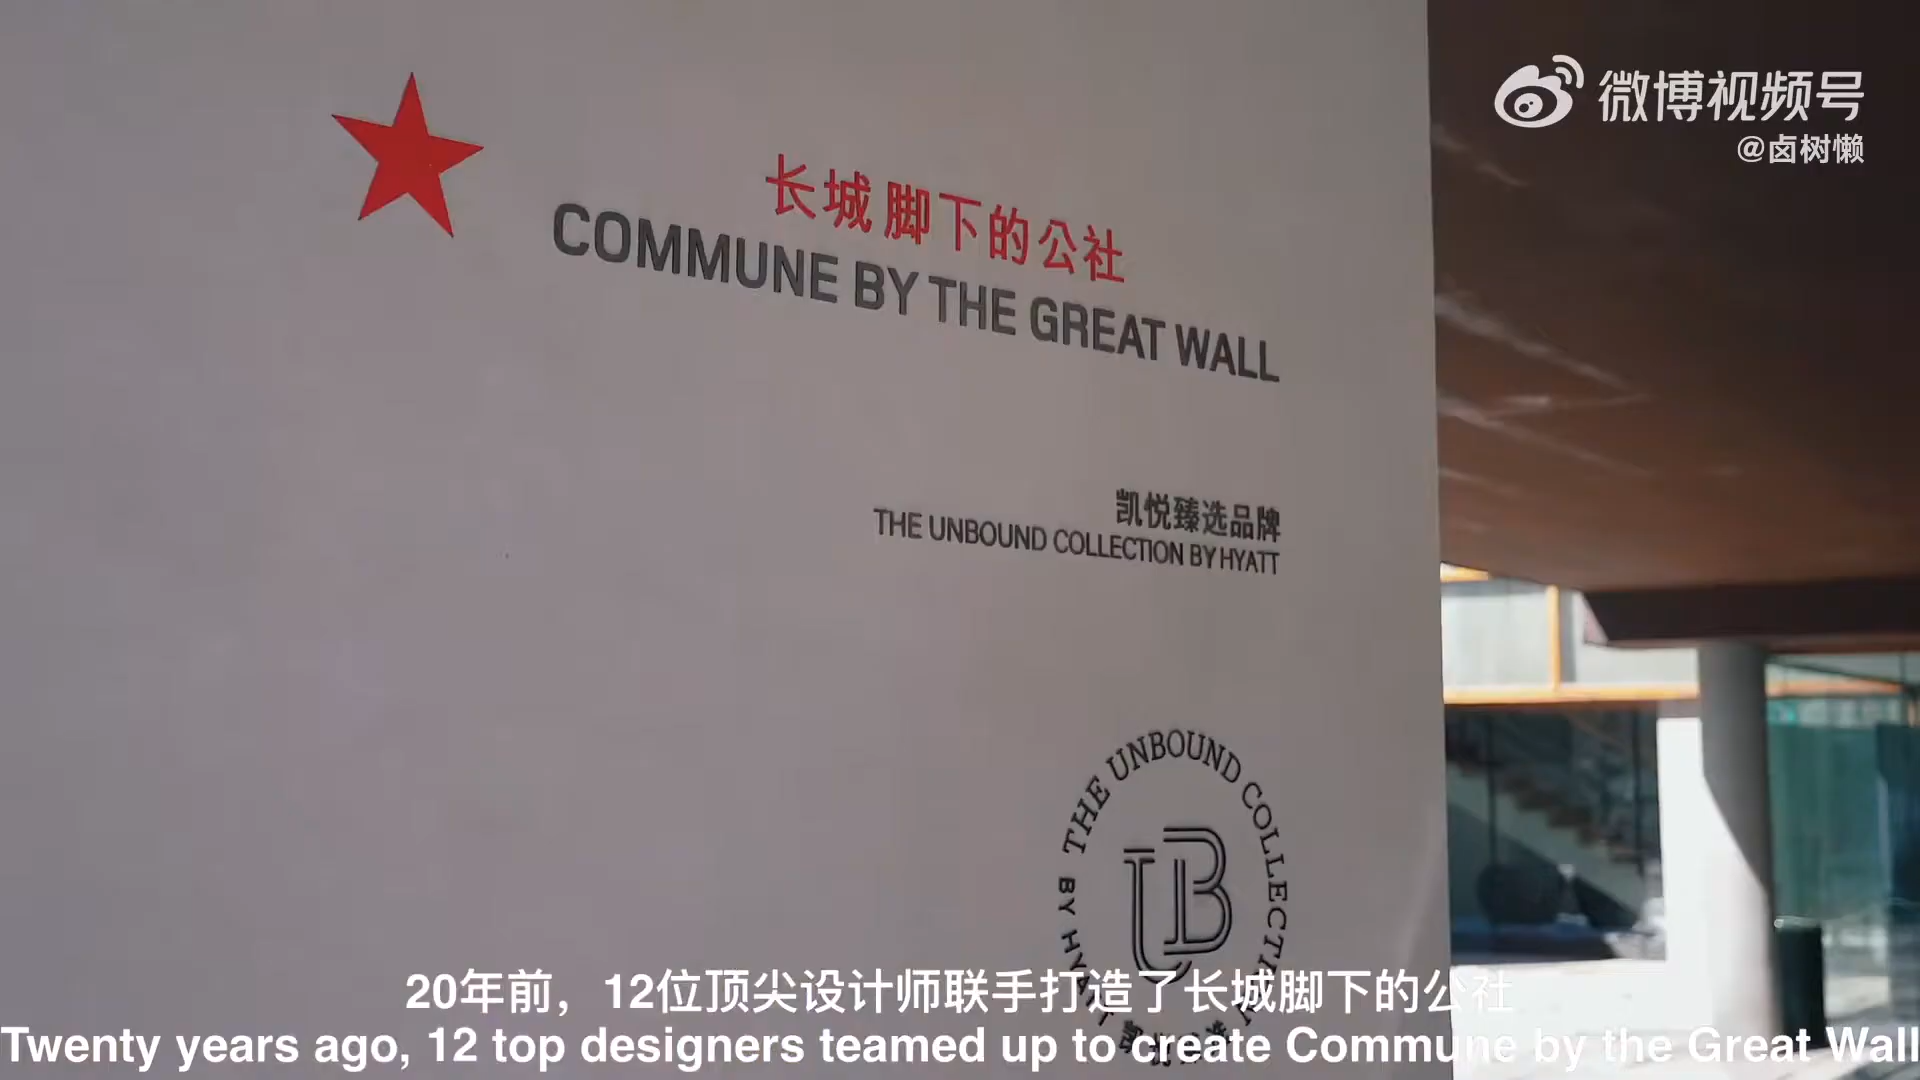 微博视频号
@卤树懒
长城脚下的公社
COMMUNE BY THE GREAT WALL
凯悦臻选品牌
THE UNBOUND COLLECTION BY HYATT
THE UNBOUND COLLECTION
BY HYATT
UB
20年前，12位顶尖设计师联手打造了长城脚下的公社
Twenty years ago, 12 top designers teamed up to create Commune by the Great Wall